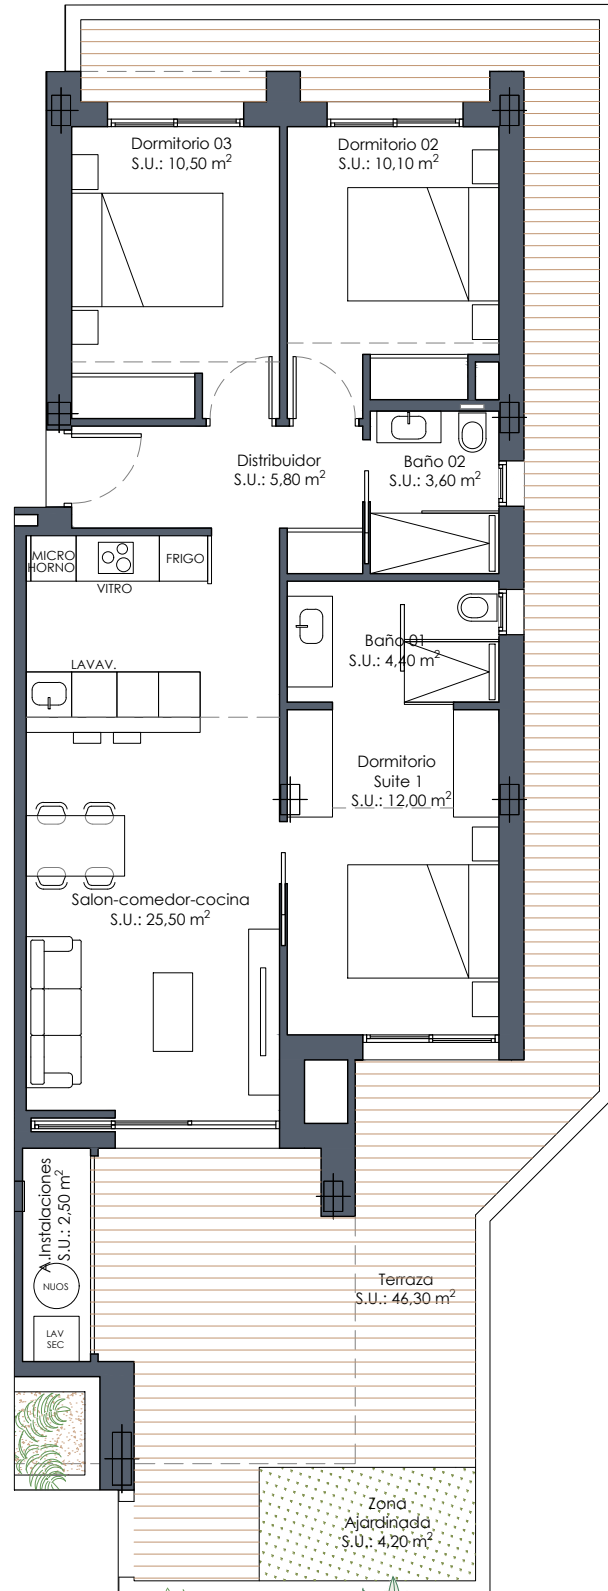 Dormitorio 03
S.U.: 10,50 m²
Dormitorio 02
S.U.: 10,10 m²
Distribuidor
S.U.: 5,80 m²
Baño 02
S.U.: 3,60 m²
MICRO
HORNO
VITRO
FRIGO
LAVAV.
Baño 01
S.U.: 4,40 m²
Dormitorio
Suite 1
S.U.: 12,00 m²
Salon-comedor-cocina
S.U.: 25,50 m²
A.Instalaciones
S.U.: 2,50 m²
NUOS
LAV
SEC
Terraza
S.U.: 46,30 m²
Zona
Ajardinada
S.U.: 4,20 m²